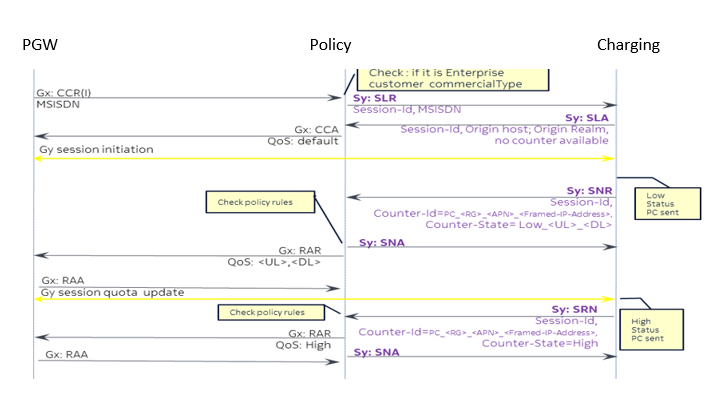 PGW
Policy
Charging
Check : if it is Enterprise
customer commercialType
Gx: CCR(I)
MSISDN
Sy: SLR
Session-Id, MSISDN
Sy: SLA
Session-Id, Origin host; Origin Realm,
no counter available
Gx: CCA
QoS: default
Gy session initiation
Low
Status
PC sent
Sy: SNR
Session-Id,
Counter-Id=PC_<RG>_<APN>_<Framed-IP-Address>,
Counter-State= Low_<UL>_<DL>
Check policy rules
Sy: SNA
Gx: RAR
QoS: <UL>,<DL>
Gx: RAA
Gy session quota update
Sy: SRN
Session-Id,
Counter-Id=PC_<RG>_<APN>_<Framed-IP-Address>,
Counter-State=High
High
Status
PC sent
Check policy rules
Gx: RAR
QoS: High
Gx: RAA
Sy: SNA